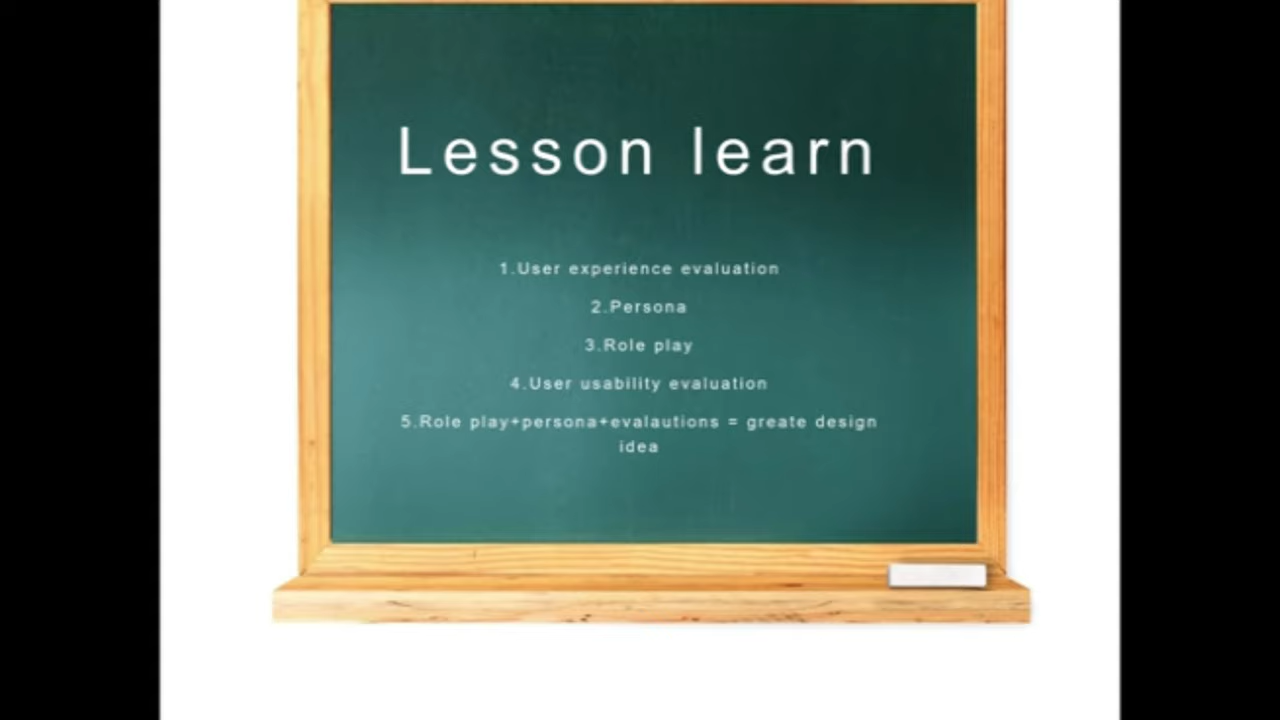 Lesson learn
1.User experience evaluation
2.Persona
3.Role play
4.User usability evaluation
5.Role play+persona+evalautions = greate design
idea